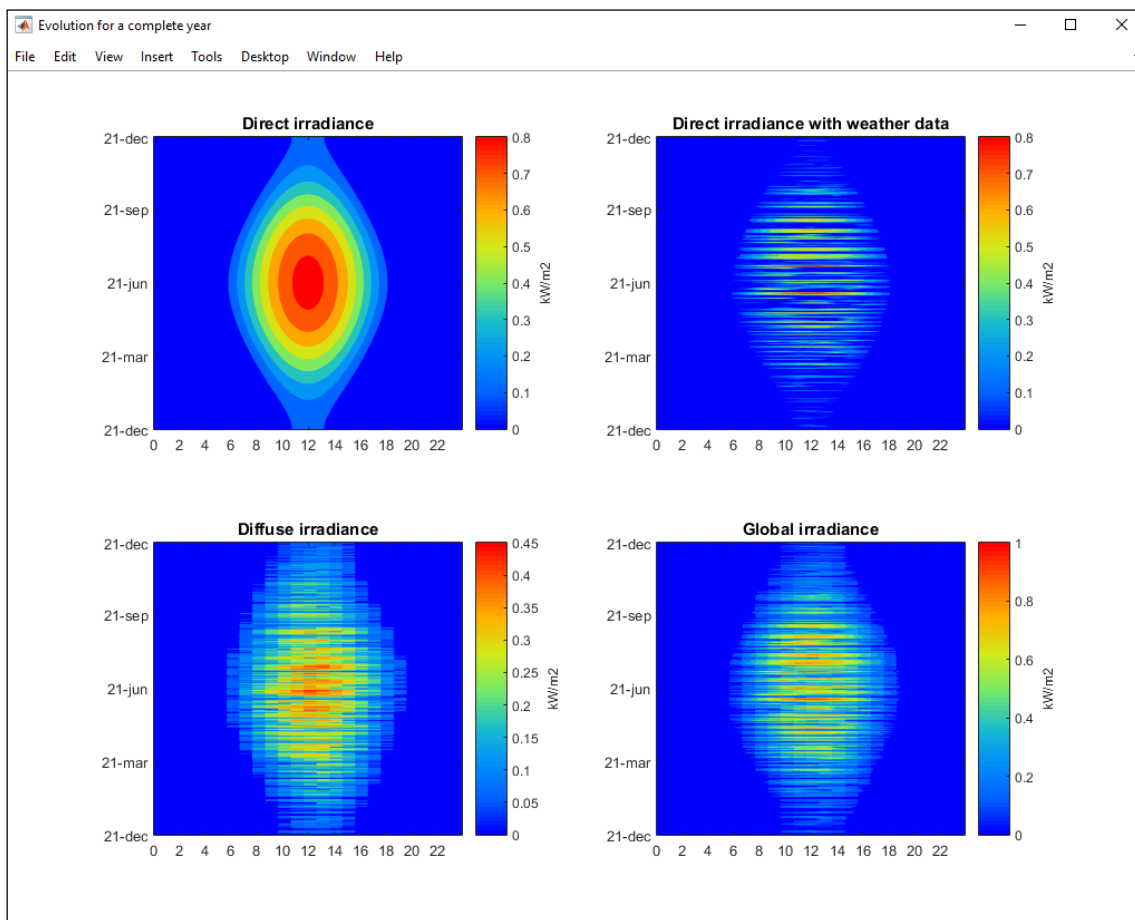 Evolution for a complete year
File Edit View Insert Tools Desktop Window Help
Direct irradiance
21-dec
21-sep
21-jun
21-mar
21-dec
0 2 4 6 8 10 12 14 16 18 20 22
0.8
0.7
0.6
0.5
0.4
0.3
0.2
0.1
0
kW/m2
Direct irradiance with weather data
21-dec
21-sep
21-jun
21-mar
21-dec
0 2 4 6 8 10 12 14 16 18 20 22
0.8
0.7
0.6
0.5
0.4
0.3
0.2
0.1
0
kW/m2
Diffuse irradiance
21-dec
21-sep
21-jun
21-mar
21-dec
0 2 4 6 8 10 12 14 16 18 20 22
0.45
0.4
0.35
0.3
0.25
0.2
0.15
0.1
0.05
0
kW/m2
Global irradiance
21-dec
21-sep
21-jun
21-mar
21-dec
0 2 4 6 8 10 12 14 16 18 20 22
1
0.8
0.6
0.4
0.2
0
kW/m2